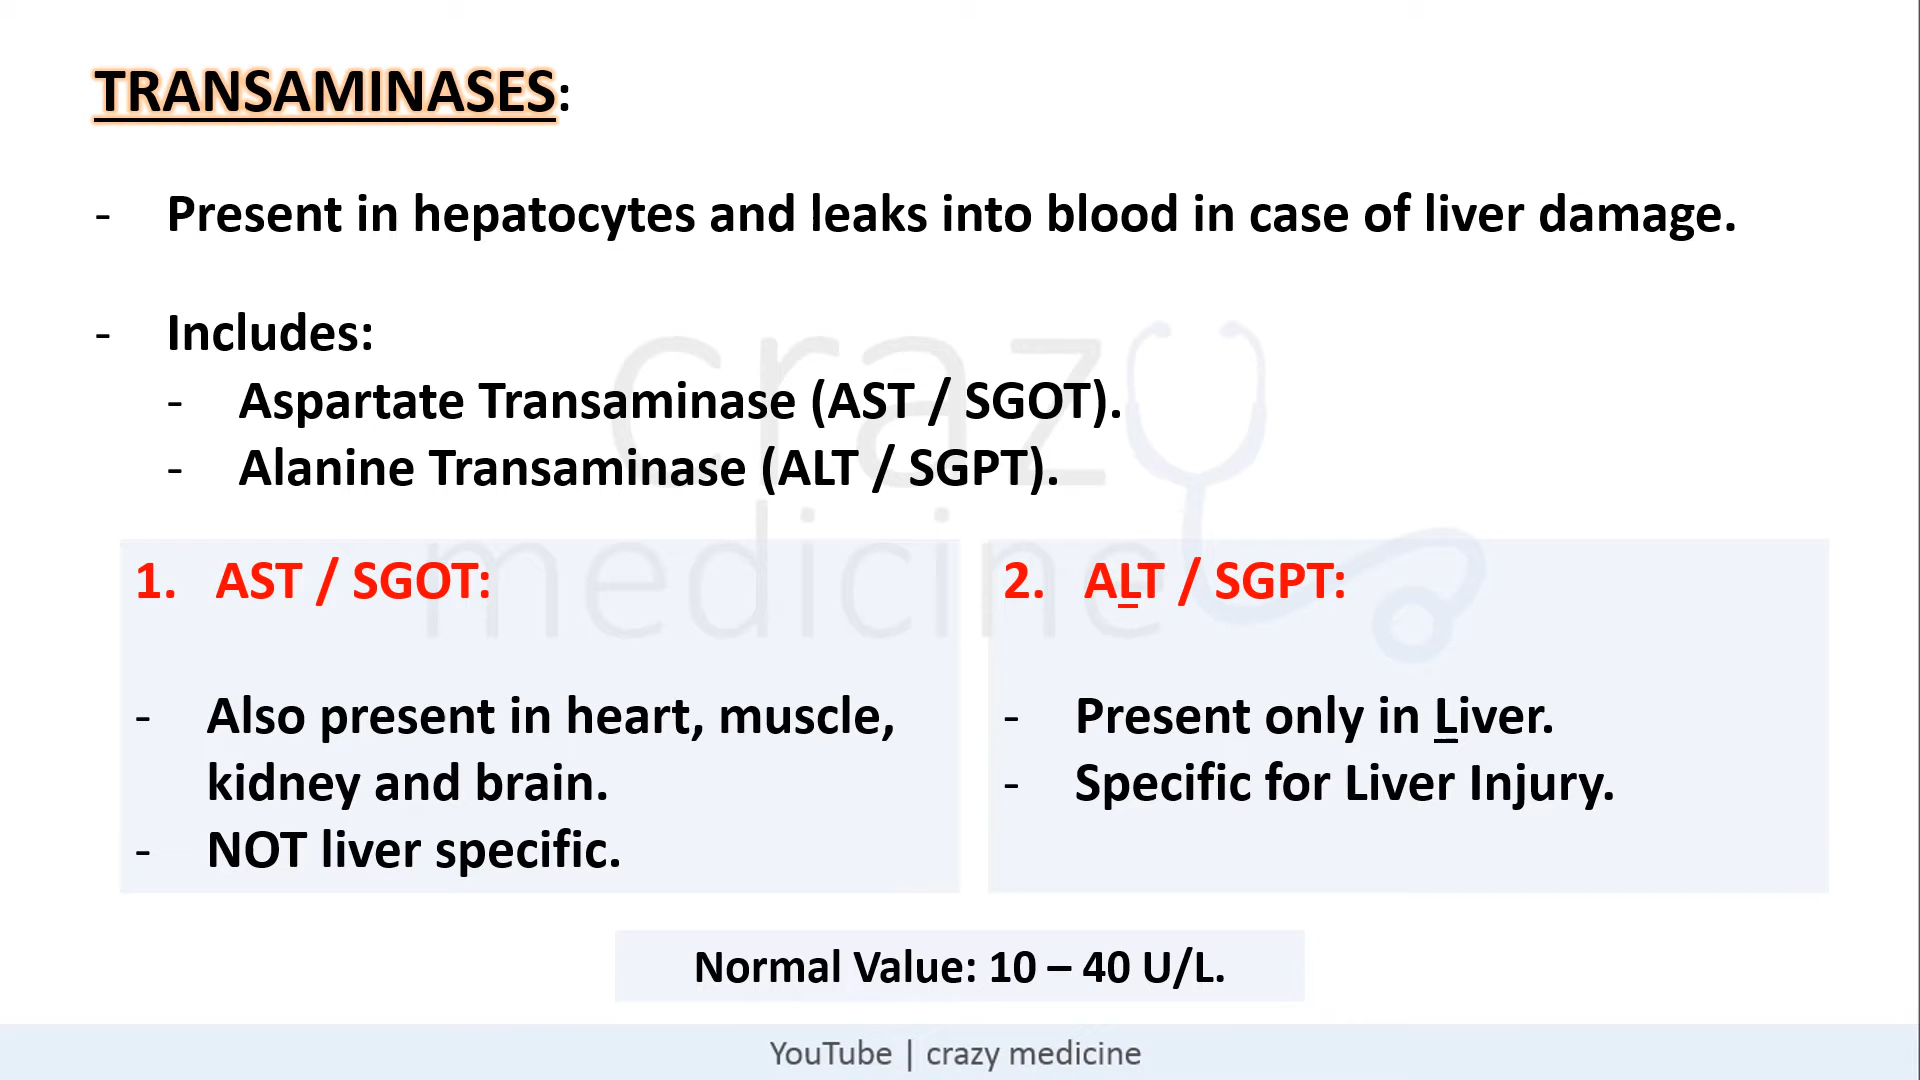 TRANSAMINASES:
- Present in hepatocytes and leaks into blood in case of liver damage.
- Includes:
- Aspartate Transaminase (AST / SGOT).
- Alanine Transaminase (ALT / SGPT).
crazy
medicine
1. AST / SGOT:
- Also present in heart, muscle,
kidney and brain.
- NOT liver specific.
2. ALT / SGPT:
- Present only in Liver.
- Specific for Liver Injury.
Normal Value: 10 – 40 U/L.
YouTube | crazy medicine